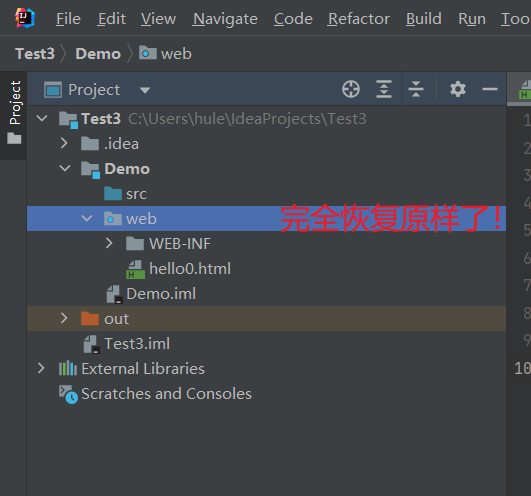 File Edit View Navigate Code Refactor Build Run Too
Test3 Demo web
Project
Project
1
Test3 C:\Users\hule\IdeaProjects\Test3
2
.idea
3
Demo
4
src
web 完全恢复原样了!
5
WEB-INF
6
hello0.html
7
Demo.iml
8
out
9
Test3.iml
10
External Libraries
Scratches and Consoles